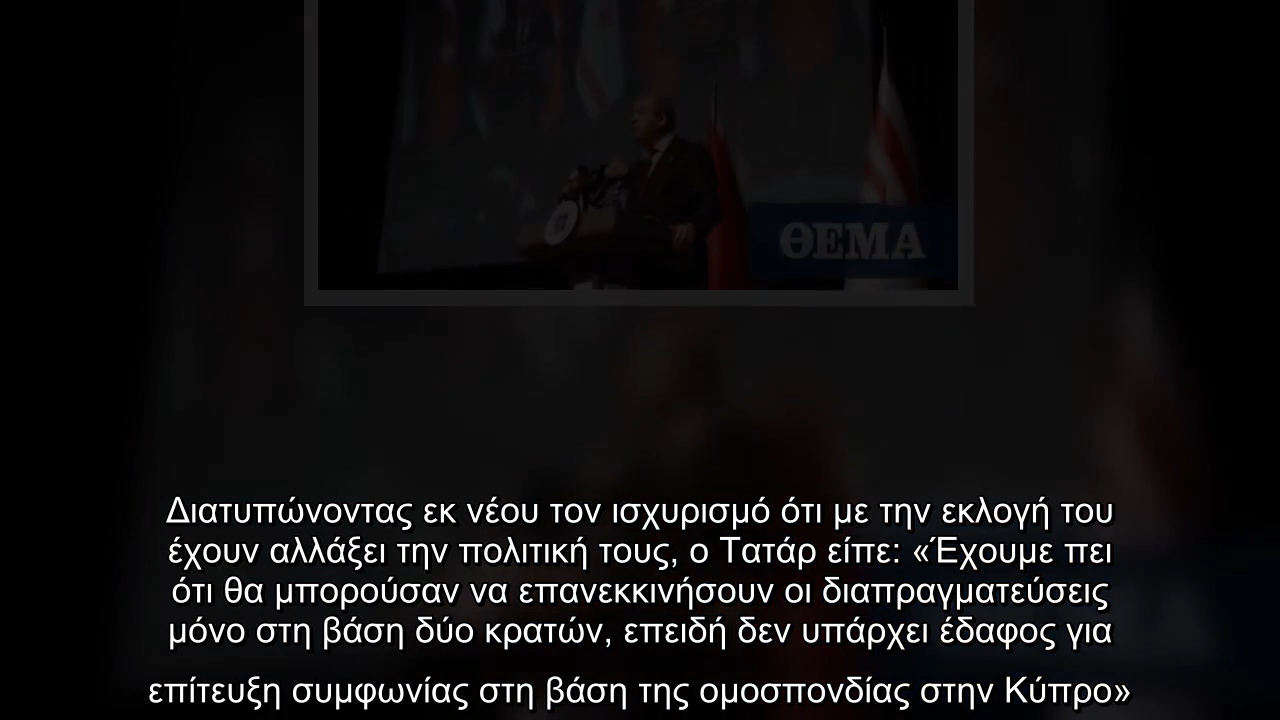 ΘΕΜΑ
Διατυπώνοντας εκ νέου τον ισχυρισμό ότι με την εκλογή του
έχουν αλλάξει την πολιτική τους, ο Τατάρ είπε: «Έχουμε πει
ότι θα μπορούσαν να επανεκκινήσουν οι διαπραγματεύσεις
μόνο στη βάση δύο κρατών, επειδή δεν υπάρχει έδαφος για
επίτευξη συμφωνίας στη βάση της ομοσπονδίας στην Κύπρο»